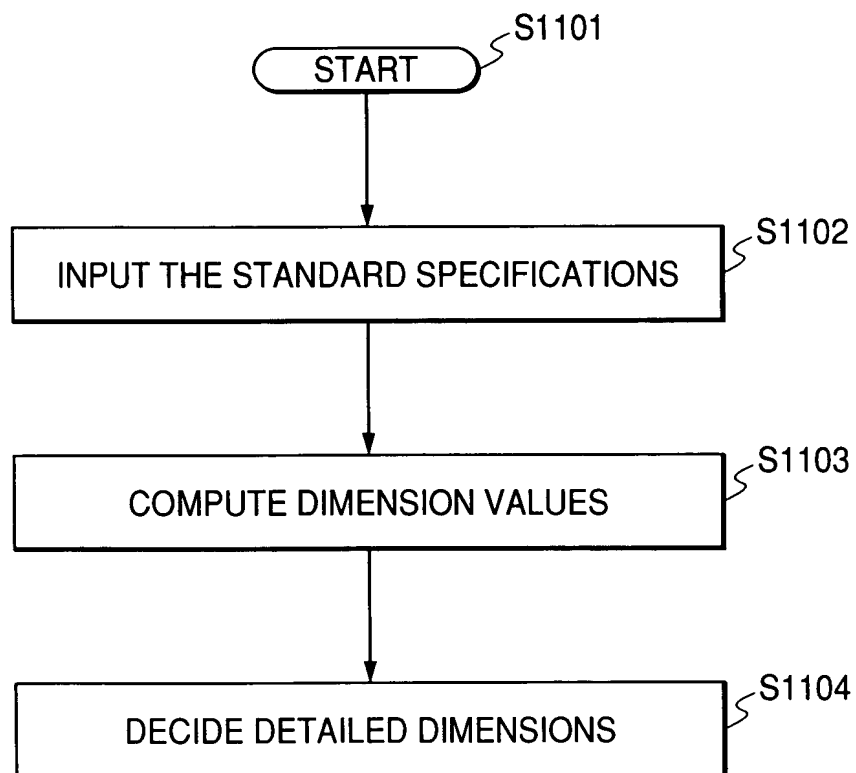 S1101
START
S1102
INPUT THE STANDARD SPECIFICATIONS
S1103
COMPUTE DIMENSION VALUES
S1104
DECIDE DETAILED DIMENSIONS